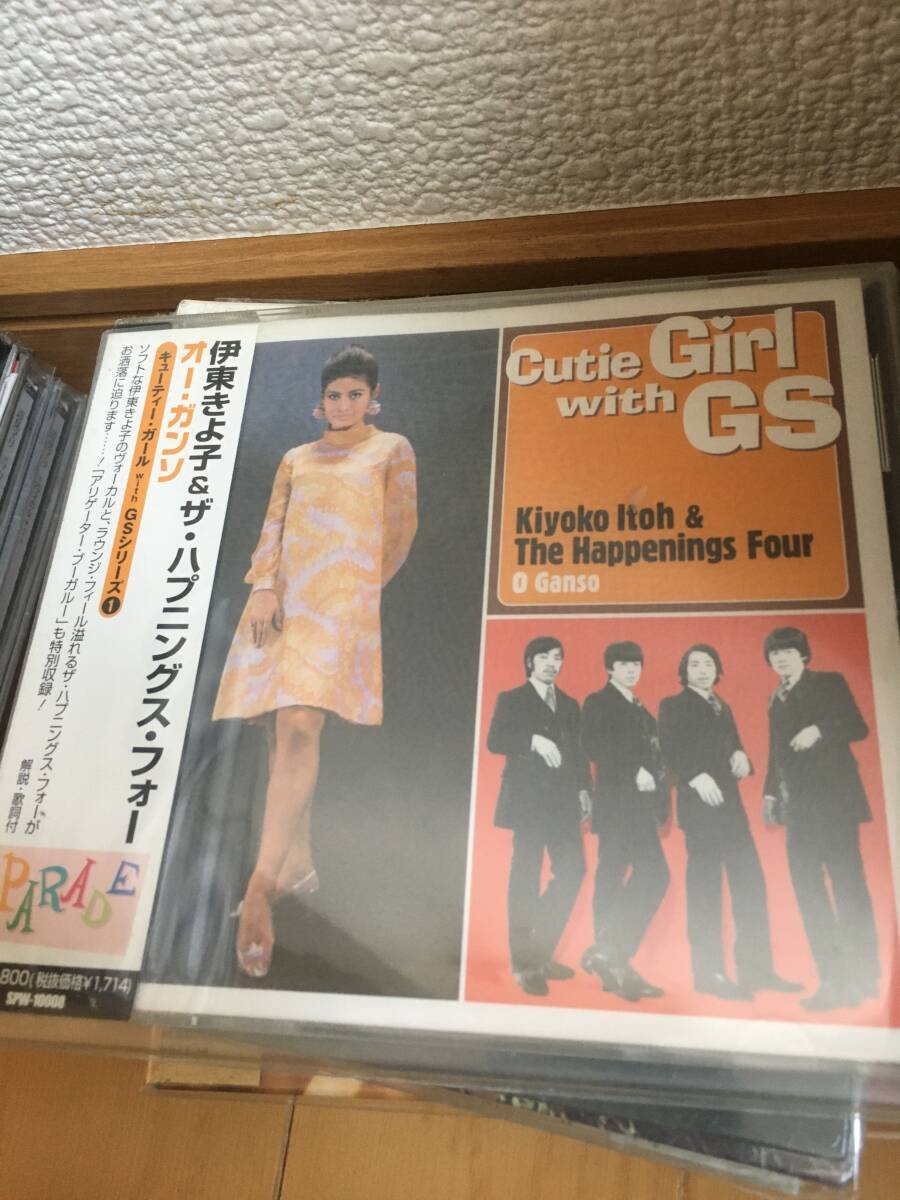 伊東きよ子&ザ・ハプニングス・フォー
オー・ガンソ
キューティー・ガール with GSシリーズ❶
ソフトな伊東きよ子のヴォーカルと、ラウンジ・フィール溢れるザ・ハプニングス・フォーが
お洒落に迫ります……!「アリゲーター・ブーガルー」も特別収録!
解説・歌詞付
PARADE
800(税抜価格¥1,714)
SPW-10008
Cutie Girl
with GS
Kiyoko Itoh &
The Happenings Four
O Ganso